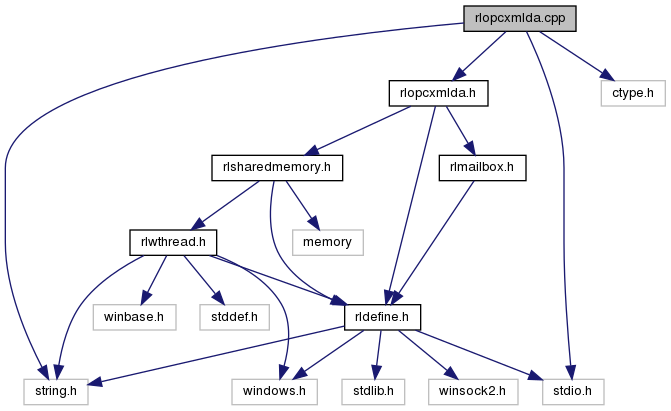 rlopcxmlda.cpp
rlopcxmlda.h
ctype.h
rlsharedmemory.h
rlmailbox.h
rlwthread.h
memory
winbase.h
stddef.h
rldefine.h
string.h
windows.h
stdlib.h
winsock2.h
stdio.h